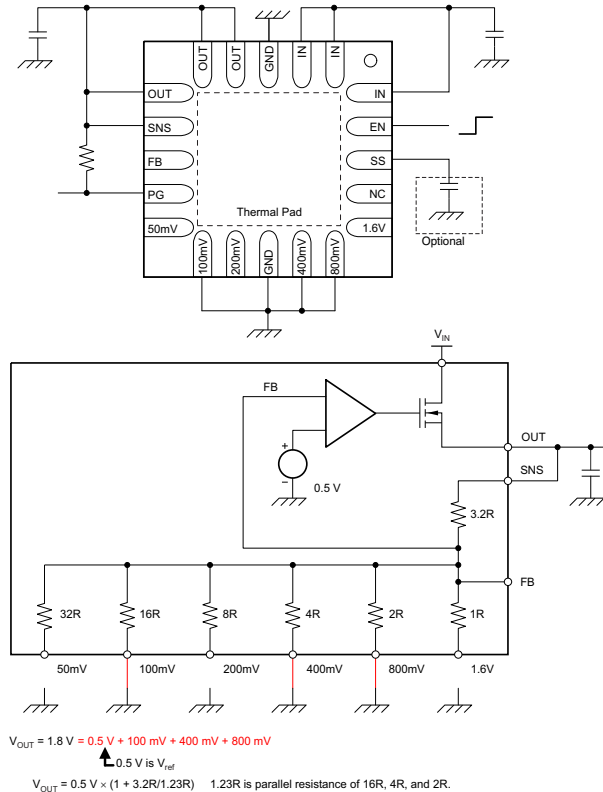 OUT
OUT
GND
IN
IN
OUT
SNS
FB
PG
50mV
IN
EN
SS
NC
1.6V
Thermal Pad
Optional
100mV
200mV
GND
400mV
800mV
VIN
FB
OUT
SNS
+
−
0.5 V
3.2R
FB
32R
16R
8R
4R
2R
1R
50mV
100mV
200mV
400mV
800mV
1.6V
VOUT = 1.8 V = 0.5 V + 100 mV + 400 mV + 800 mV
0.5 V is Vref
VOUT = 0.5 V × (1 + 3.2R/1.23R) 1.23R is parallel resistance of 16R, 4R, and 2R.